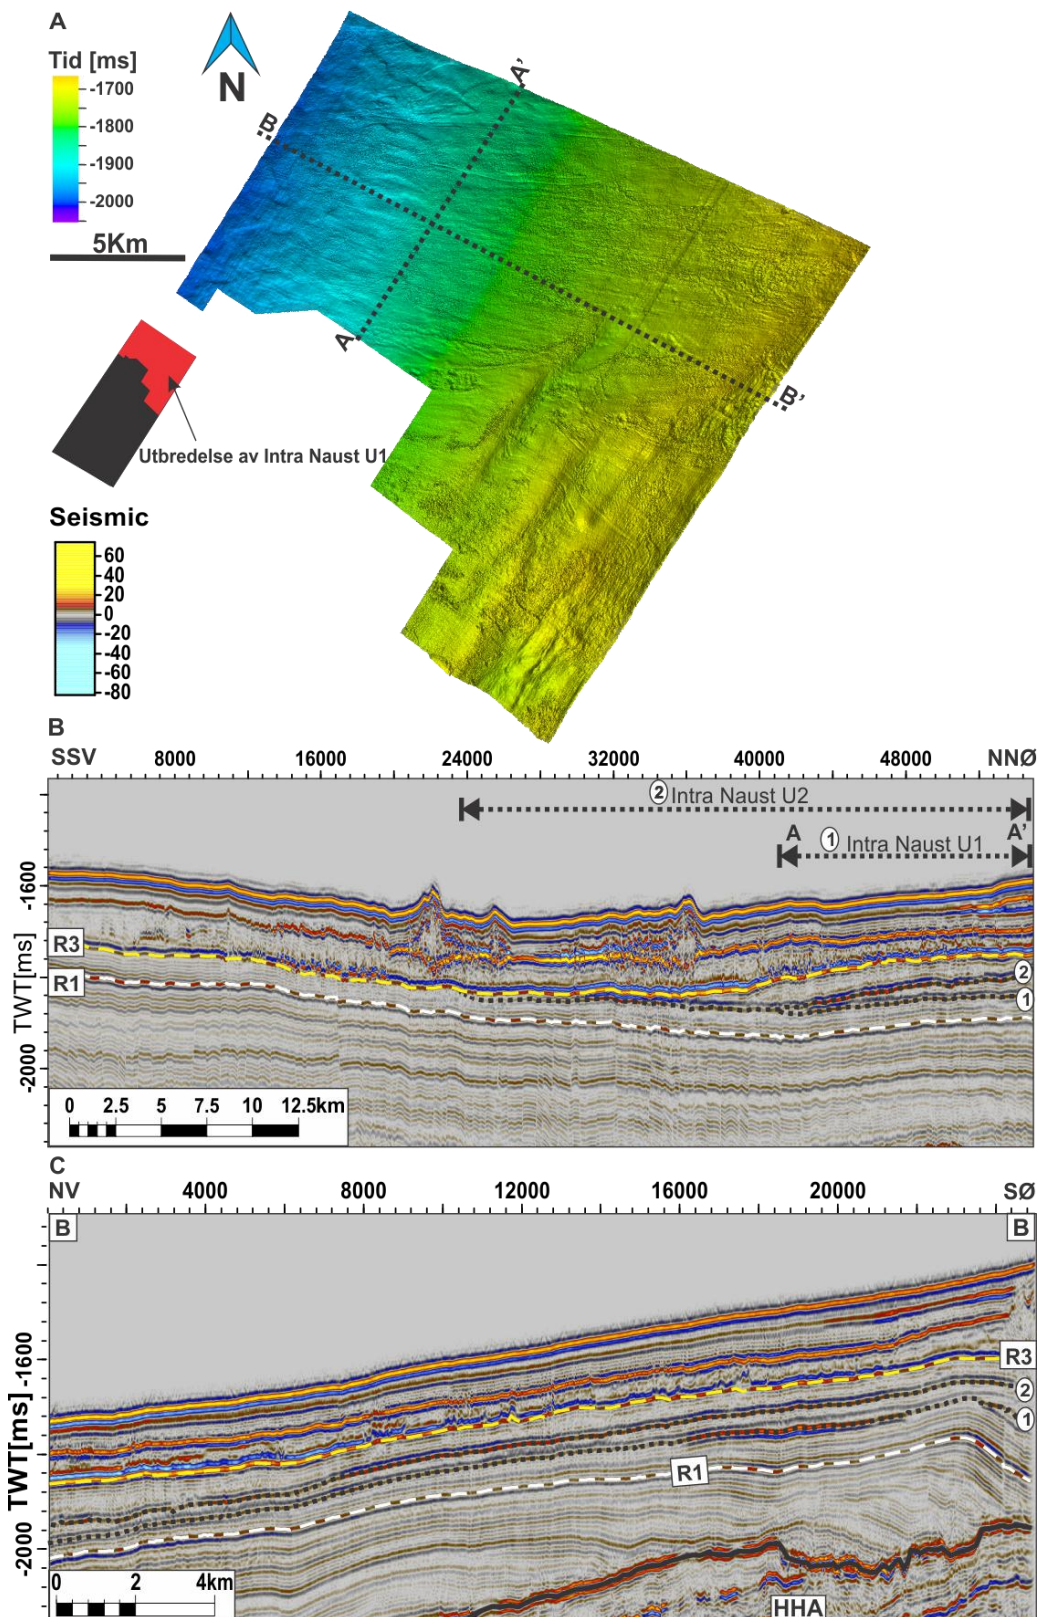 A
Tid [ms]
-1700
-1800
-1900
-2000
5Km
N
A'
B
A
B'
Utbredelse av Intra Naust U1
Seismic
60
40
20
0
-20
-40
-60
-80
B
SSV 8000 16000 24000 32000 40000 48000 NNØ
2 Intra Naust U2
A 1 Intra Naust U1 A'
-1600
R3
R1
TWT[ms]
-2000
2
1
0 2.5 5 7.5 10 12.5km
C
NV 4000 8000 12000 16000 20000 SØ
B B
-1600
TWT[ms]
-2000
R3
2
1
R1
HHA
0 2 4km